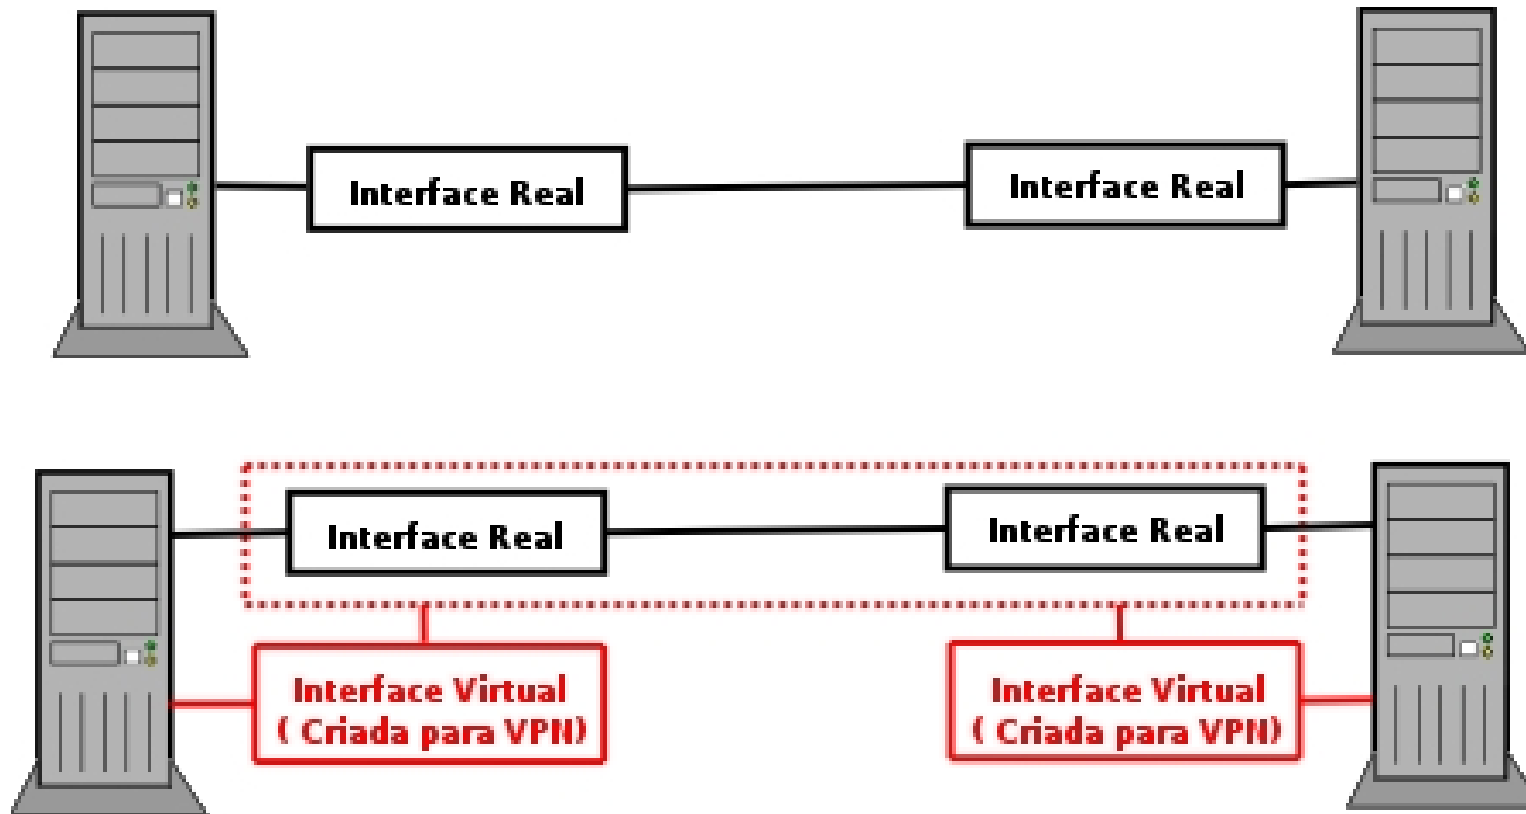 Interface Real
Interface Real
Interface Real
Interface Real
Interface Virtual
( Criada para VPN)
Interface Virtual
( Criada para VPN)